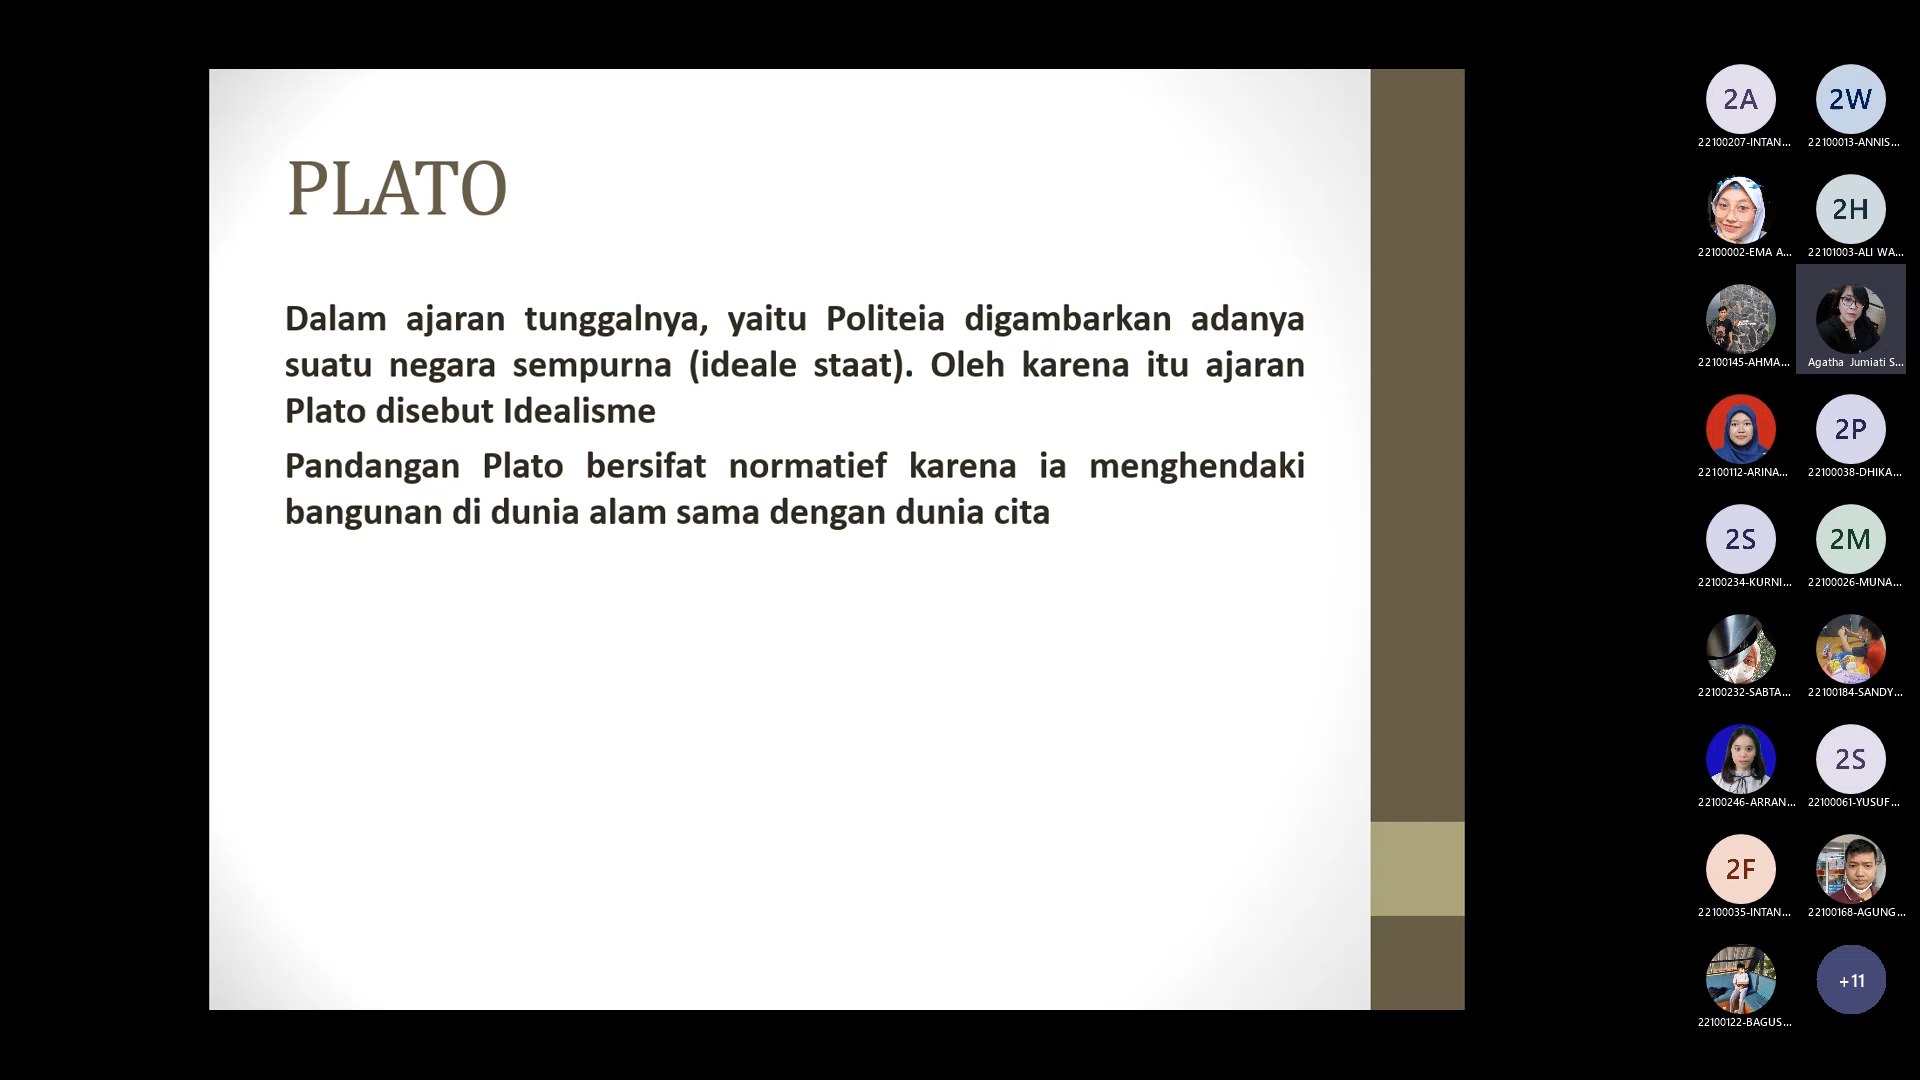 PLATO
Dalam ajaran tunggalnya, yaitu Politeia digambarkan adanya
suatu negara sempurna (ideale staat). Oleh karena itu ajaran
Plato disebut Idealisme
Pandangan Plato bersifat normatief karena ia menghendaki
bangunan di dunia alam sama dengan dunia cita
2A
2W
22100207-INTAN...
22100013-ANNIS...
2H
22100002-EMA A...
22101003-ALI WA...
22100145-AHMA...
Agatha Jumiati S...
2P
22100112-ARINA...
22100038-DHIKA...
2S
2M
22100234-KURNI...
22100026-MUNA...
22100232-SABTA...
22100184-SANDY...
2S
22100246-ARRAN...
22100061-YUSUF...
2F
22100035-INTAN...
22100168-AGUNG...
+11
22100122-BAGUS...